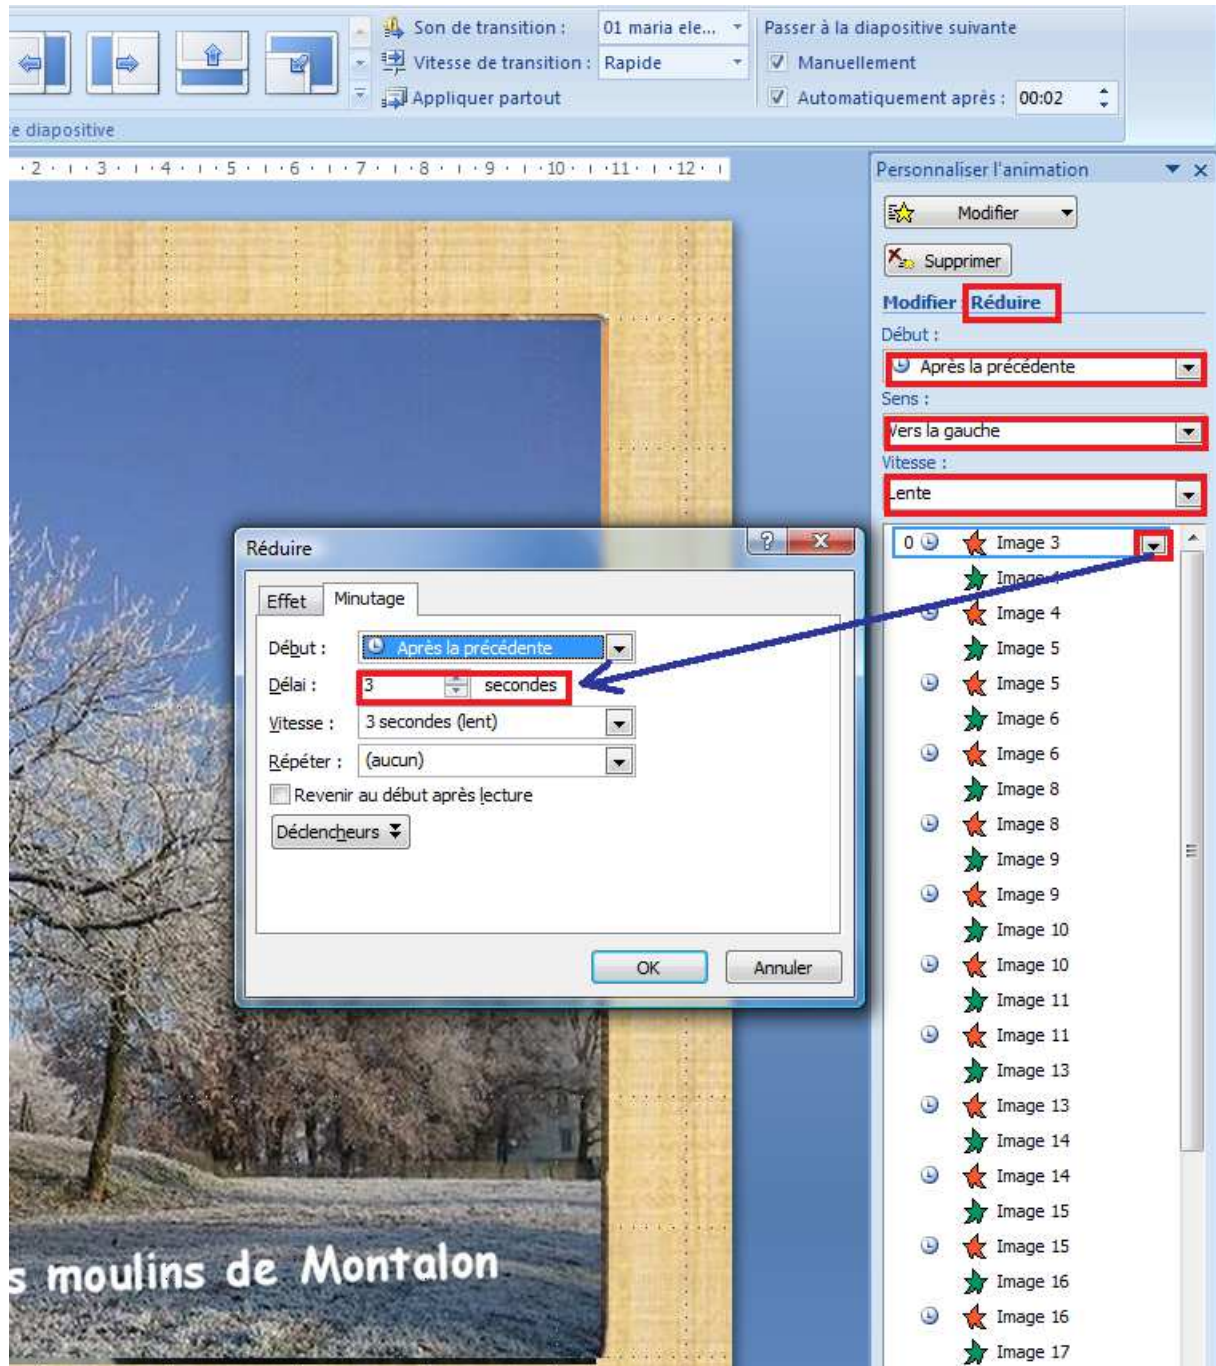 Son de transition : 01 maria ele... Passer à la diapositive suivante
Vitesse de transition : Rapide Manuellement
Appliquer partout Automatiquement après : 00:02
e diapositive
·2· ı ·3· ı ·4· ı ·5· ı ·6· ı ·7· ı ·8· ı ·9· ı ·10· ı ·11· ı ·12· ı
Personnaliser l'animation
Modifier
Supprimer
Modifier : Réduire
Début :
Après la précédente
Sens :
Vers la gauche
Vitesse :
Lente
0 Image 3
Image 4
Image 4
Image 5
Image 5
Image 6
Image 6
Image 8
Image 8
Image 9
Image 9
Image 10
Image 10
Image 11
Image 11
Image 13
Image 13
Image 14
Image 14
Image 15
Image 15
Image 16
Image 16
Image 17
Réduire
Effet Minutage
Début : Après la précédente
Délai : 3 secondes
Vitesse : 3 secondes (lent)
Répéter : (aucun)
Revenir au début après lecture
Déclencheurs
OK Annuler
s moulins de Montalon